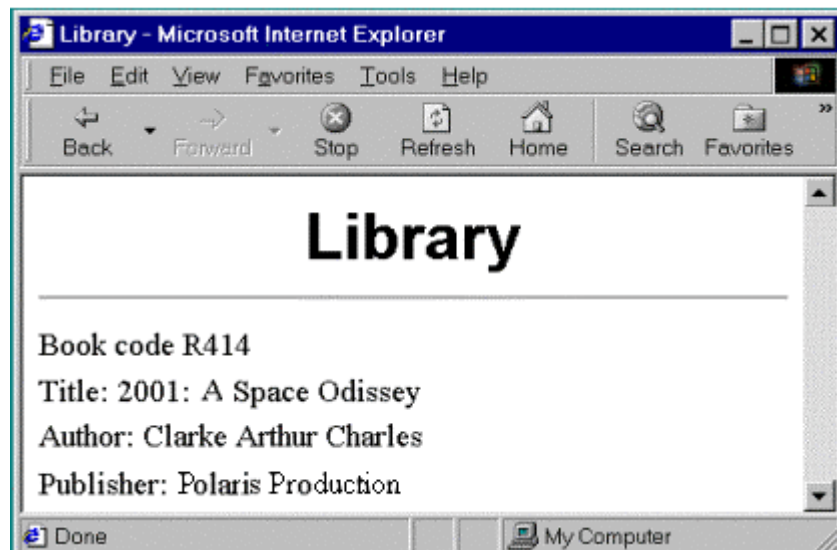 Library - Microsoft Internet Explorer
File Edit View Favorites Tools Help
Back Forward Stop Refresh Home Search Favorites »
Library
Book code R414
Title: 2001: A Space Odissey
Author: Clarke Arthur Charles
Publisher: Polaris Production
Done My Computer